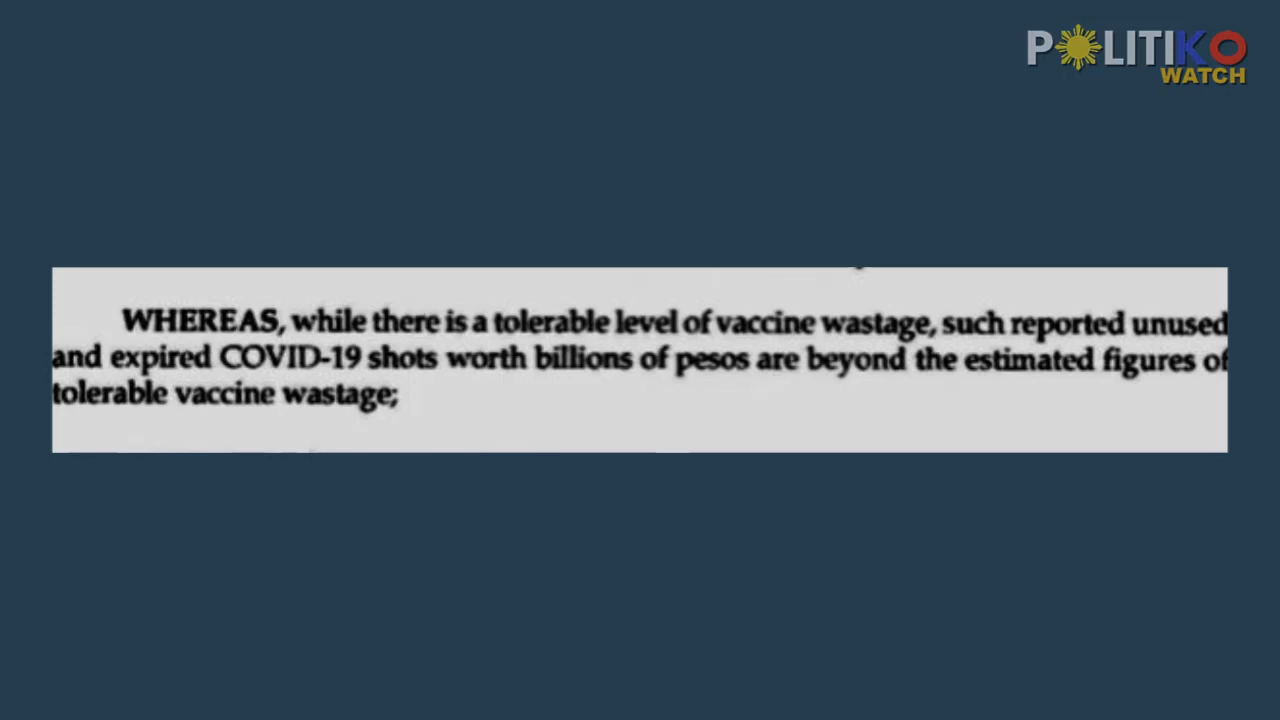 POLITIKO
WATCH
WHEREAS, while there is a tolerable level of vaccine wastage, such reported unused
and expired COVID-19 shots worth billions of pesos are beyond the estimated figures of
tolerable vaccine wastage;